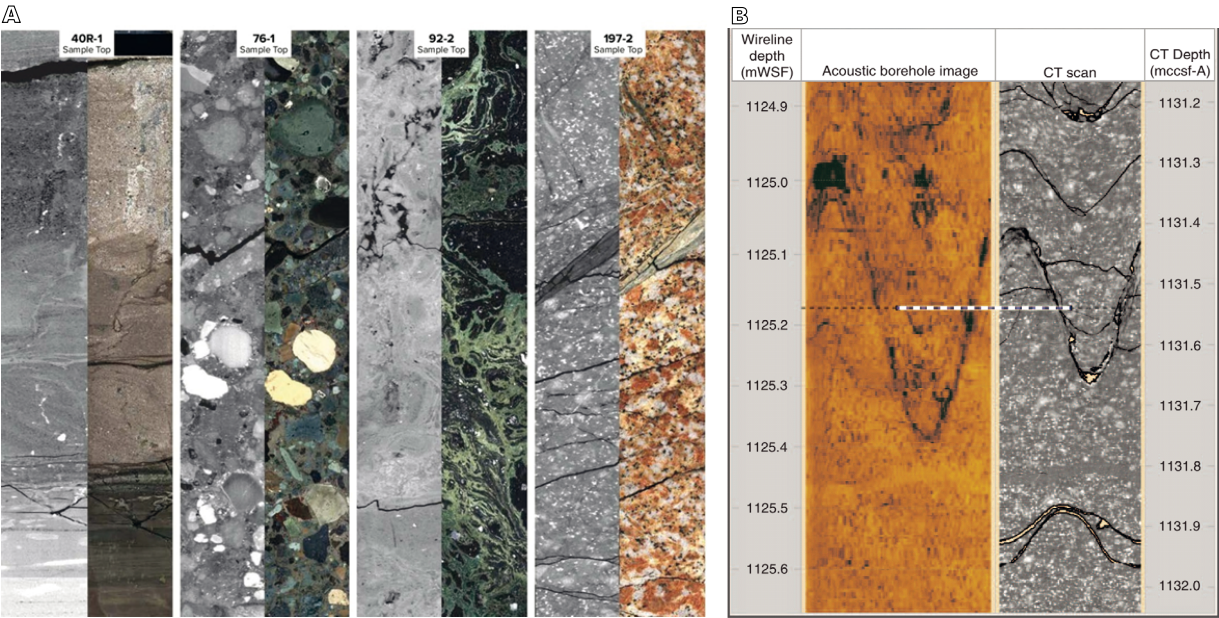 A
40R-1
Sample Top
76-1
Sample Top
92-2
Sample Top
197-2
Sample Top
B
Wireline
depth
(mWSF)
Acoustic borehole image
CT scan
CT Depth
(mccsf-A)
1124.9
1125.0
1125.1
1125.2
1125.3
1125.4
1125.5
1125.6
1131.2
1131.3
1131.4
1131.5
1131.6
1131.7
1131.8
1131.9
1132.0